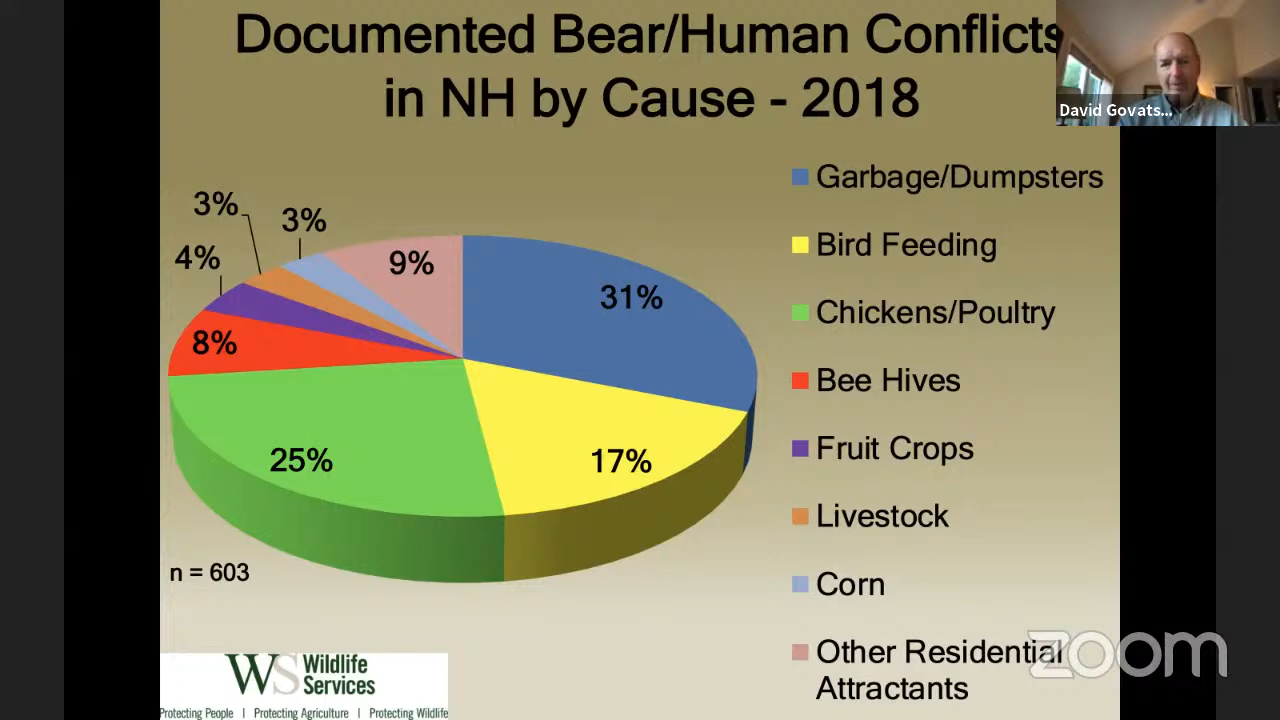 Documented Bear/Human Conflicts
in NH by Cause - 2018
David Govats...
3%
3%
4%
9%
31%
8%
25%
17%
n = 603
Garbage/Dumpsters
Bird Feeding
Chickens/Poultry
Bee Hives
Fruit Crops
Livestock
Corn
Other Residential
Attractants
WS Wildlife
Services
Protecting People | Protecting Agriculture | Protecting Wildlife
zoom